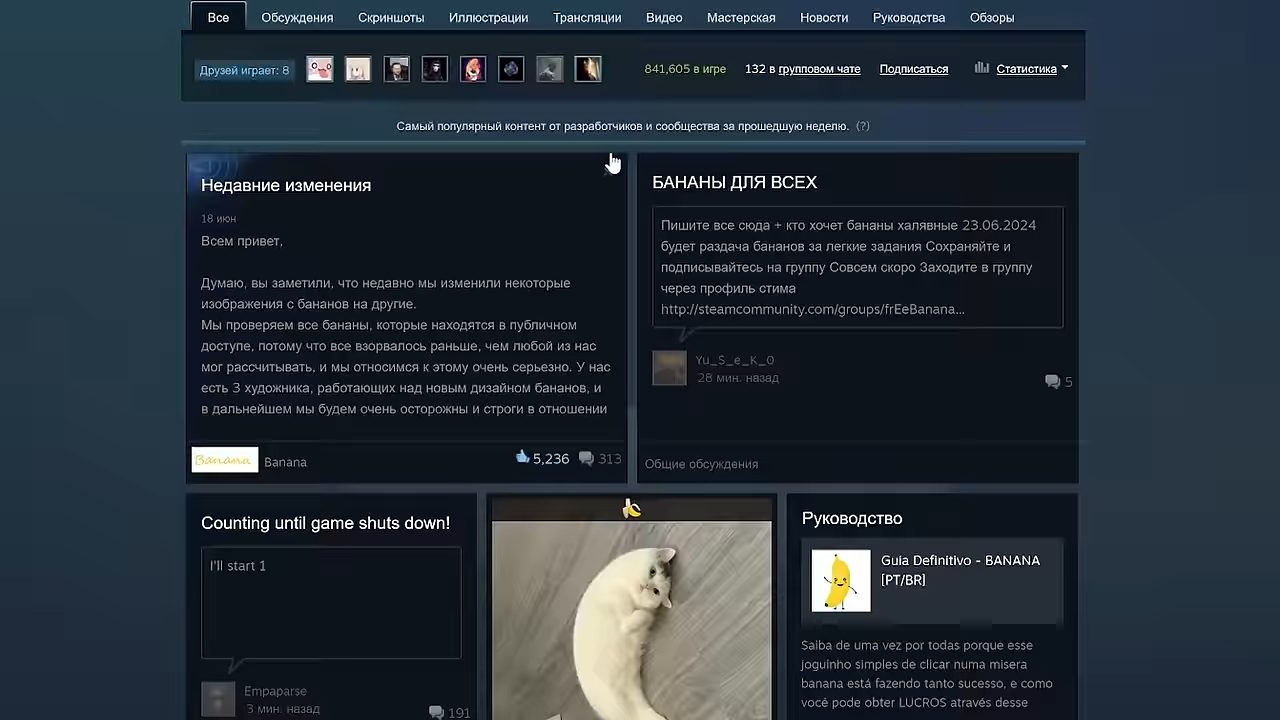 Все Обсуждения Скриншоты Иллюстрации Трансляции Видео Мастерская Новости Руководства Обзоры
Друзей играет: 8 841,605 в игре 132 в групповом чате Подписаться Статистика
Самый популярный контент от разработчиков и сообщества за прошедшую неделю. (?)
Недавние изменения
18 июн
Всем привет,
Думаю, вы заметили, что недавно мы изменили некоторые
изображения с бананов на другие.
Мы проверяем все бананы, которые находятся в публичном
доступе, потому что все взорвалось раньше, чем любой из нас
мог рассчитывать, и мы относимся к этому очень серьезно. У нас
есть 3 художника, работающих над новым дизайном бананов, и
в дальнейшем мы будем очень осторожны и строги в отношении
Banana Banana 5,236 313
БАНАНЫ ДЛЯ ВСЕХ
Пишите все сюда + кто хочет бананы халявные 23.06.2024
будет раздача бананов за легкие задания Сохраняйте и
подписывайтесь на группу Совсем скоро Заходите в группу
через профиль стима
http://steamcommunity.com/groups/frEeBanana...
Yu_S_e_K_0
28 мин. назад
5
Общие обсуждения
Counting until game shuts down!
I'll start 1
Empaparse
3 мин. назад
191
Руководство
Guia Definitivo - BANANA
[PT/BR]
Saiba de uma vez por todas porque esse
joguinho simples de clicar numa misera
banana está fazendo tanto sucesso, e como
você pode obter LUCROS através desse